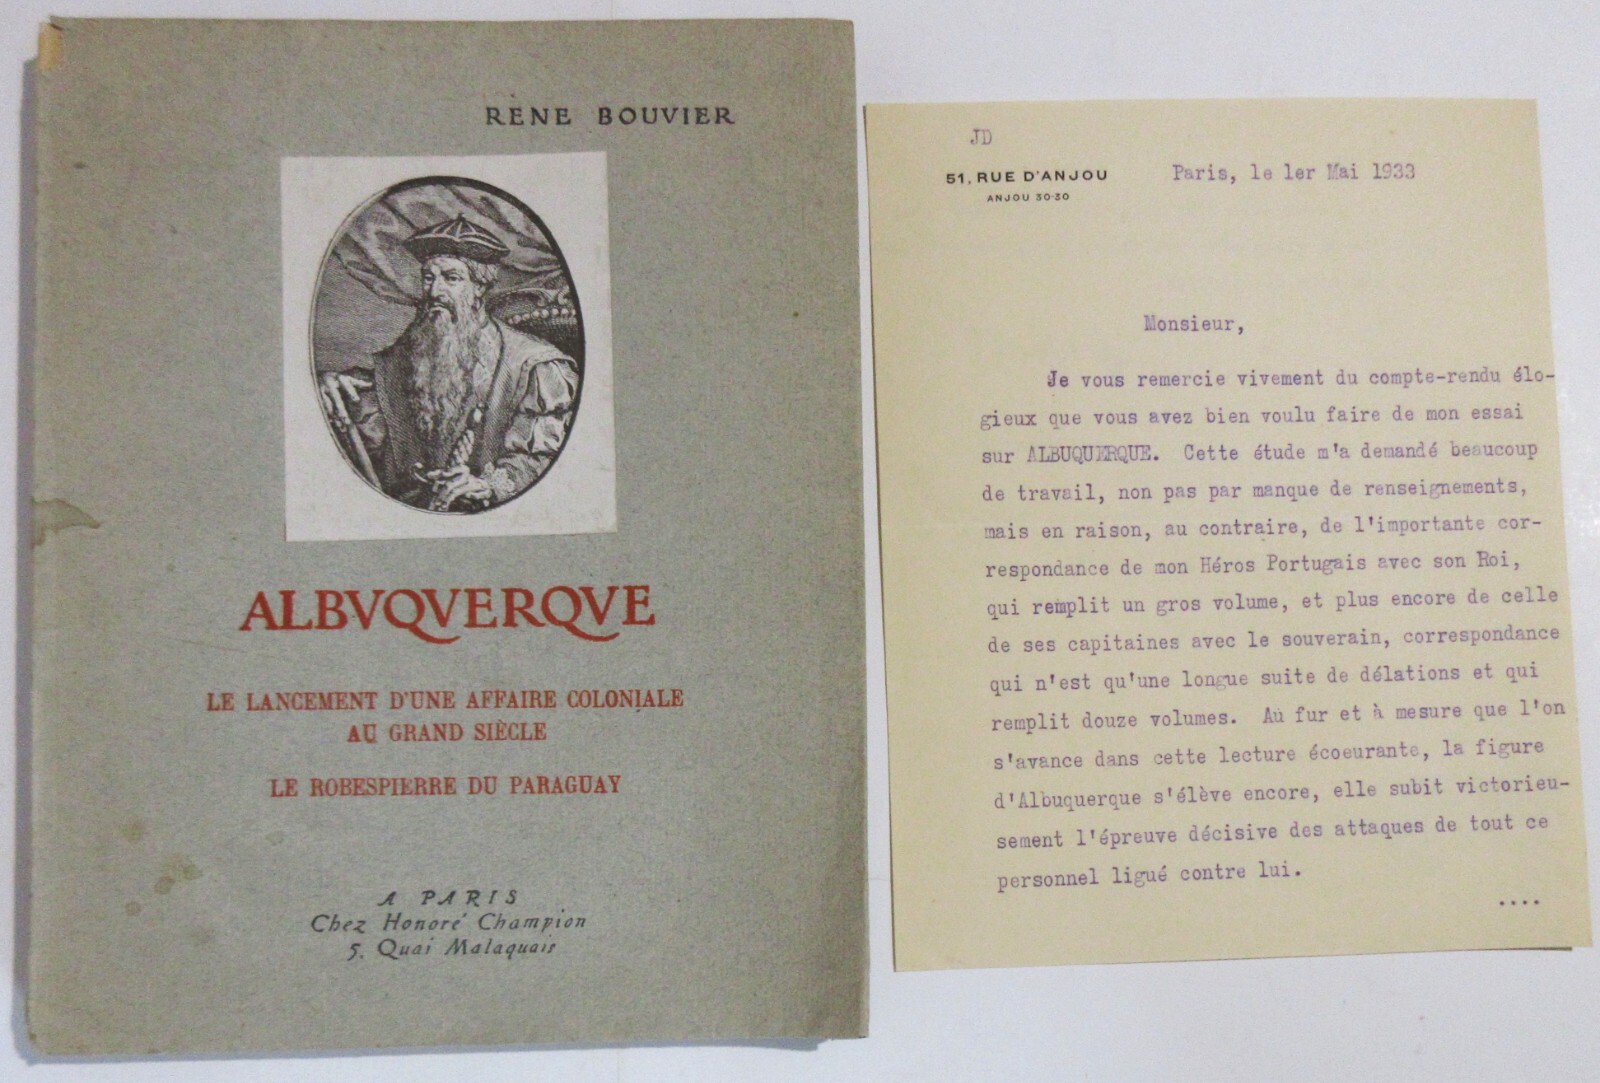 RENE BOUVIER
ALBVQVERQVE
LE LANCEMENT D'UNE AFFAIRE COLONIALE
AU GRAND SIÈCLE
LE ROBESPIERRE DU PARAGUAY
A PARIS
Chez Honoré Champion
5. Quai Malaquais
JD
51, RUE D'ANJOU
ANJOU 30-30
Paris, le 1er Mai 1933
Monsieur,
Je vous remercie vivement du compte-rendu élo-
gieux que vous avez bien voulu faire de mon essai
sur ALBUQUERQUE. Cette étude m'a demandé beaucoup
de travail, non pas par manque de renseignements,
mais en raison, au contraire, de l'importante cor-
respondance de mon Héros Portugais avec son Roi,
qui remplit un gros volume, et plus encore de celle
de ses capitaines avec le souverain, correspondance
qui n'est qu'une longue suite de délations et qui
remplit douze volumes. Au fur et à mesure que l'on
s'avance dans cette lecture écoeurante, la figure
d'Albuquerque s'élève encore, elle subit victorieu-
sement l'épreuve décisive des attaques de tout ce
personnel ligué contre lui.
....